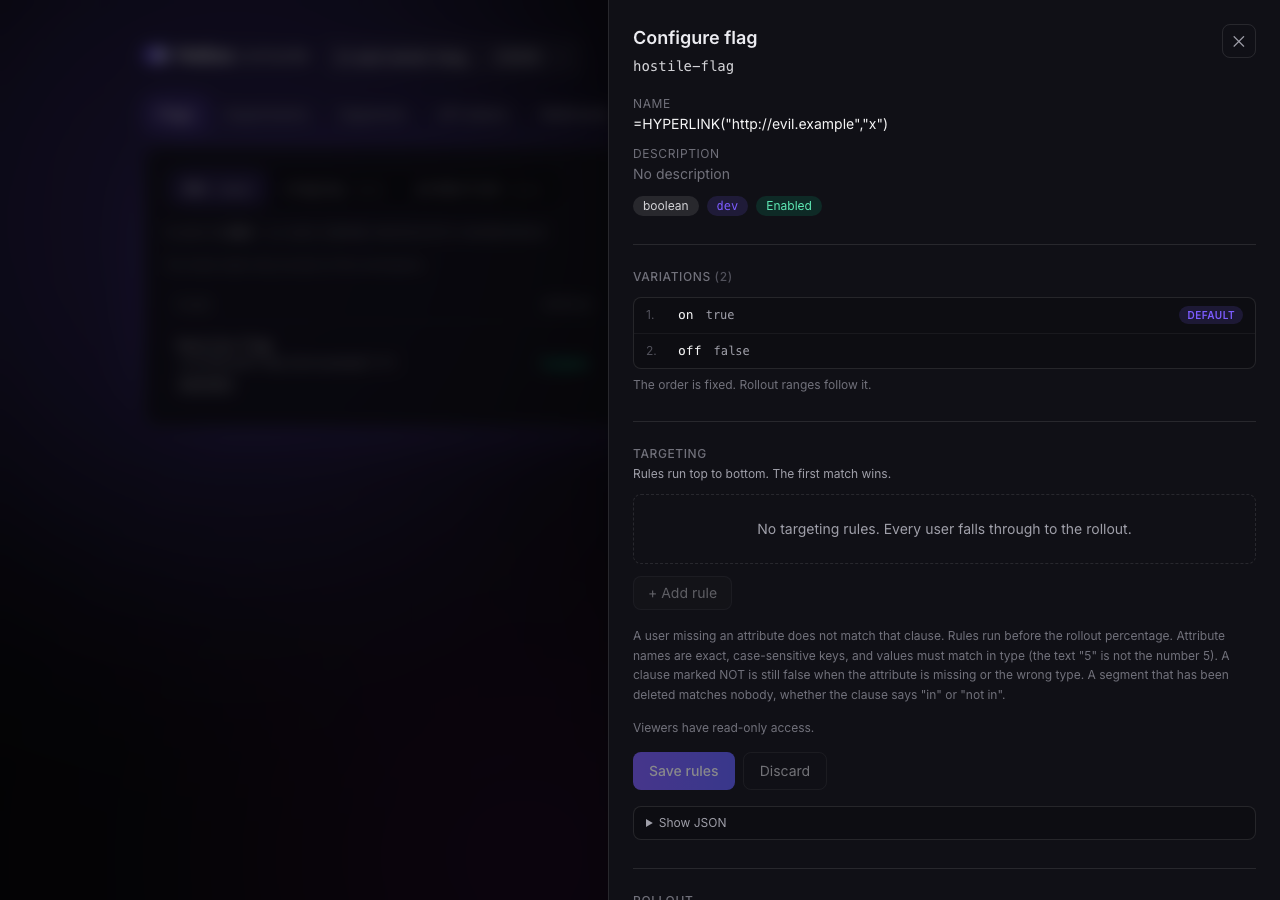 Configure flag
hostile-flag
NAME
=HYPERLINK("http://evil.example","x")
DESCRIPTION
No description
boolean dev Enabled
VARIATIONS (2)
1. on true DEFAULT
2. off false
The order is fixed. Rollout ranges follow it.
TARGETING
Rules run top to bottom. The first match wins.
No targeting rules. Every user falls through to the rollout.
+ Add rule
A user missing an attribute does not match that clause. Rules run before the rollout percentage. Attribute
names are exact, case-sensitive keys, and values must match in type (the text "5" is not the number 5). A
clause marked NOT is still false when the attribute is missing or the wrong type. A segment that has been
deleted matches nobody, whether the clause says "in" or "not in".
Viewers have read-only access.
Save rules Discard
Show JSON
ROLLOUT